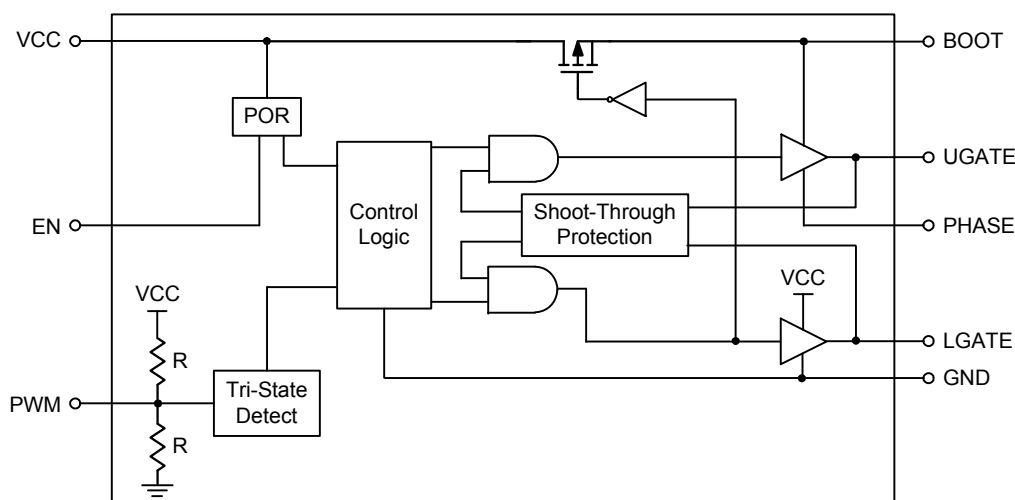 VCC
BOOT
POR
UGATE
Control
Logic
Shoot-Through
Protection
EN
PHASE
VCC
VCC
R
LGATE
Tri-State
Detect
GND
PWM
R